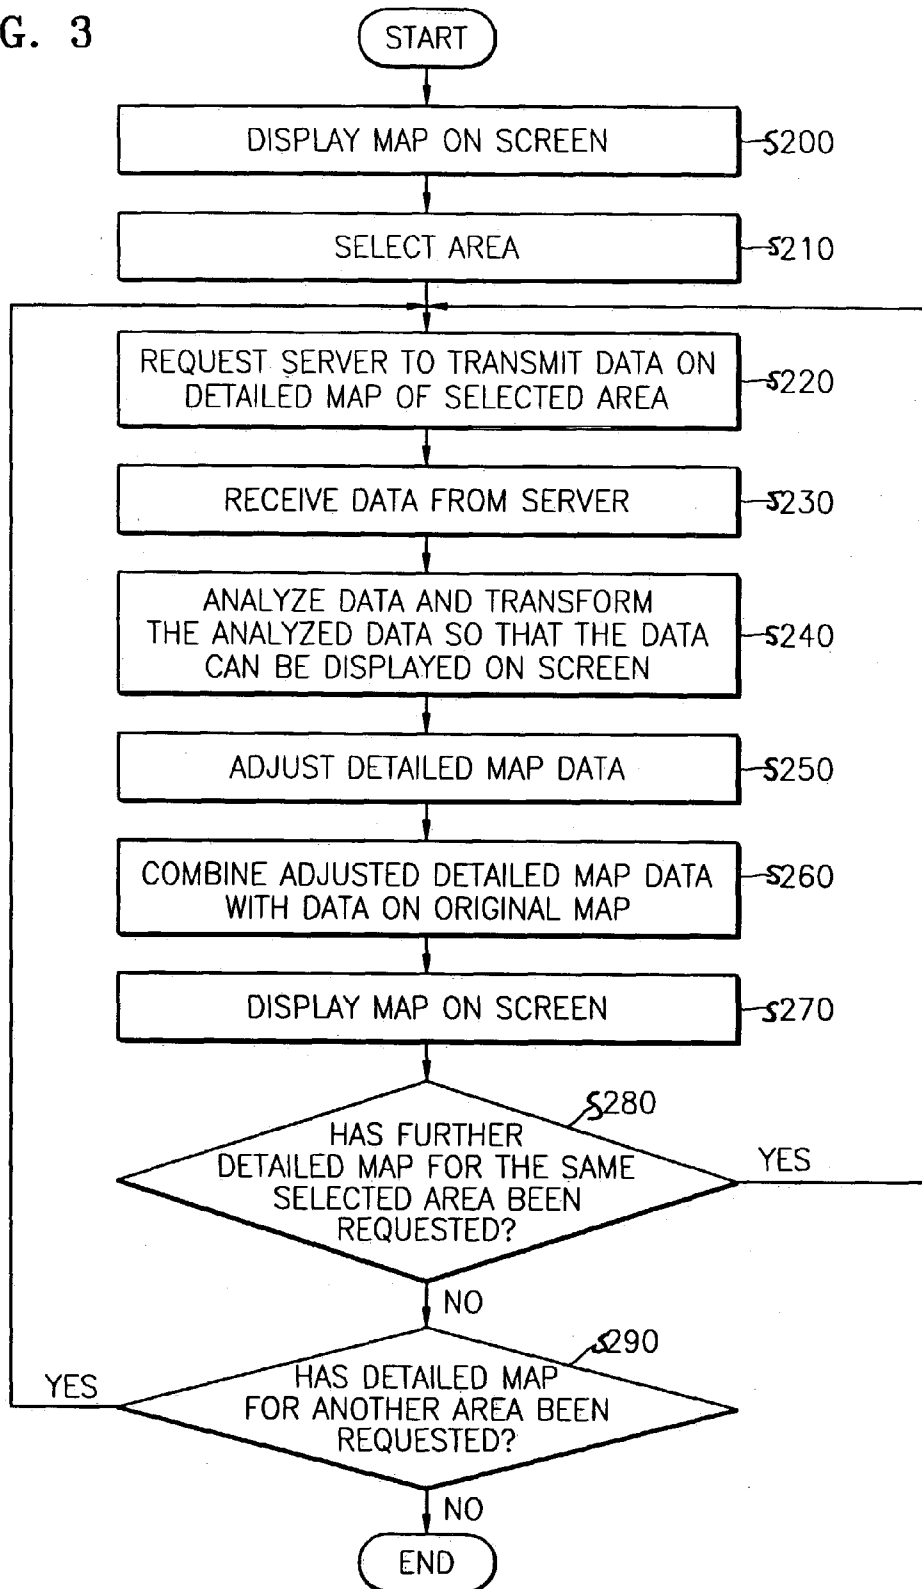 G. 3
START
DISPLAY MAP ON SCREEN
S200
SELECT AREA
S210
REQUEST SERVER TO TRANSMIT DATA ON
DETAILED MAP OF SELECTED AREA
S220
RECEIVE DATA FROM SERVER
S230
ANALYZE DATA AND TRANSFORM
THE ANALYZED DATA SO THAT THE DATA
CAN BE DISPLAYED ON SCREEN
S240
ADJUST DETAILED MAP DATA
S250
COMBINE ADJUSTED DETAILED MAP DATA
WITH DATA ON ORIGINAL MAP
S260
DISPLAY MAP ON SCREEN
S270
S280
HAS FURTHER
DETAILED MAP FOR THE SAME
SELECTED AREA BEEN
REQUESTED?
YES
NO
S290
HAS DETAILED MAP
FOR ANOTHER AREA BEEN
REQUESTED?
YES
NO
END